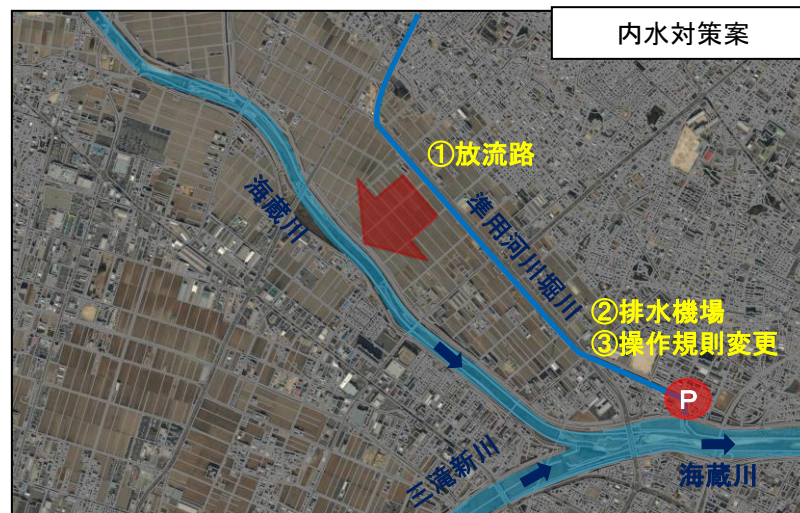 内水対策案
①放流路
海蔵川
準用河川堀川
②排水機場
③操作規則変更
P
三滝新川
海蔵川